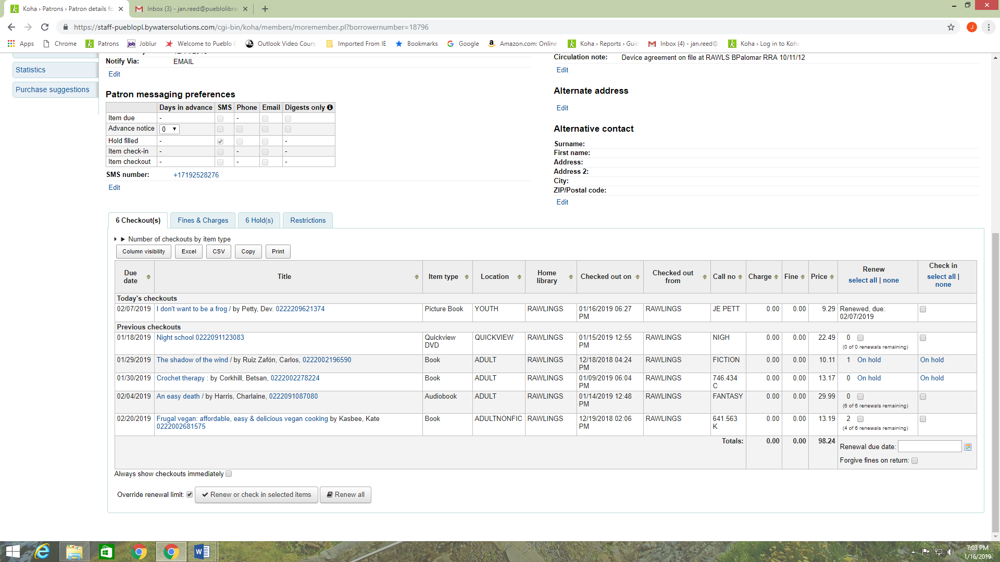 Koha › Patrons › Patron details fo
Inbox (3) - jan.reed@pueblolibra
https://staff-pueblopl.bywatersolutions.com/cgi-bin/koha/members/moremember.pl?borrowernumber=18796
J
Apps Chrome Patrons Joblur Welcome to Pueblo C Outlook Video Cours Imported From IE Bookmarks Google Amazon.com: Online Koha › Reports › Guid Inbox (4) - jan.reed@ Koha › Log in to Koha
Statistics
Purchase suggestions
Notify Via: EMAIL
Edit
Circulation note: Device agreement on file at RAWLS BPalomar RRA 10/11/12
Edit
Patron messaging preferences
Days in advance SMS Phone Email Digests only
Item due - -
Advance notice 0
Hold filled - -
Item check-in - - -
Item checkout - - -
SMS number: +17192528276
Edit
Alternate address
Edit
Alternative contact
Surname:
First name:
Address:
Address 2:
City:
ZIP/Postal code:
Edit
6 Checkout(s) Fines & Charges 6 Hold(s) Restrictions
Number of checkouts by item type
Column visibility Excel CSV Copy Print
Due date Title Item type Location Home library Checked out on Checked out from Call no Charge Fine Price Renew select all | none Check in select all | none
Today's checkouts
02/07/2019 I don't want to be a frog / by Petty, Dev. 0222209621374 Picture Book YOUTH RAWLINGS 01/16/2019 06:27 PM RAWLINGS JE PETT 0.00 0.00 9.29 Renewed, due: 02/07/2019
Previous checkouts
01/18/2019 Night school 0222091123083 Quickview DVD QUICKVIEW RAWLINGS 01/15/2019 12:55 PM RAWLINGS NIGH 0.00 0.00 22.49 0 (0 of 0 renewals remaining)
01/29/2019 The shadow of the wind / by Ruiz Zafón, Carlos, 0222002196590 Book ADULT RAWLINGS 12/18/2018 04:24 PM RAWLINGS FICTION 0.00 0.00 10.11 1 On hold On hold
01/30/2019 Crochet therapy : by Corkhill, Betsan, 0222002278224 Book ADULT RAWLINGS 01/09/2019 06:04 PM RAWLINGS 746.434 C 0.00 0.00 13.17 0 On hold On hold
02/04/2019 An easy death / by Harris, Charlaine, 0222091087080 Audiobook ADULT RAWLINGS 01/14/2019 12:48 PM RAWLINGS FANTASY 0.00 0.00 29.99 0 (6 of 6 renewals remaining)
02/20/2019 Frugal vegan: affordable, easy & delicious vegan cooking by Kasbee, Kate 0222002681575 Book ADULTNONFIC RAWLINGS 12/19/2018 02:06 PM RAWLINGS 641.563 K 0.00 0.00 13.19 2 (4 of 6 renewals remaining)
Totals: 0.00 0.00 98.24 Renewal due date:
Forgive fines on return:
Always show checkouts immediately
Override renewal limit: Renew or check in selected items Renew all
7:03 PM
1/16/2019